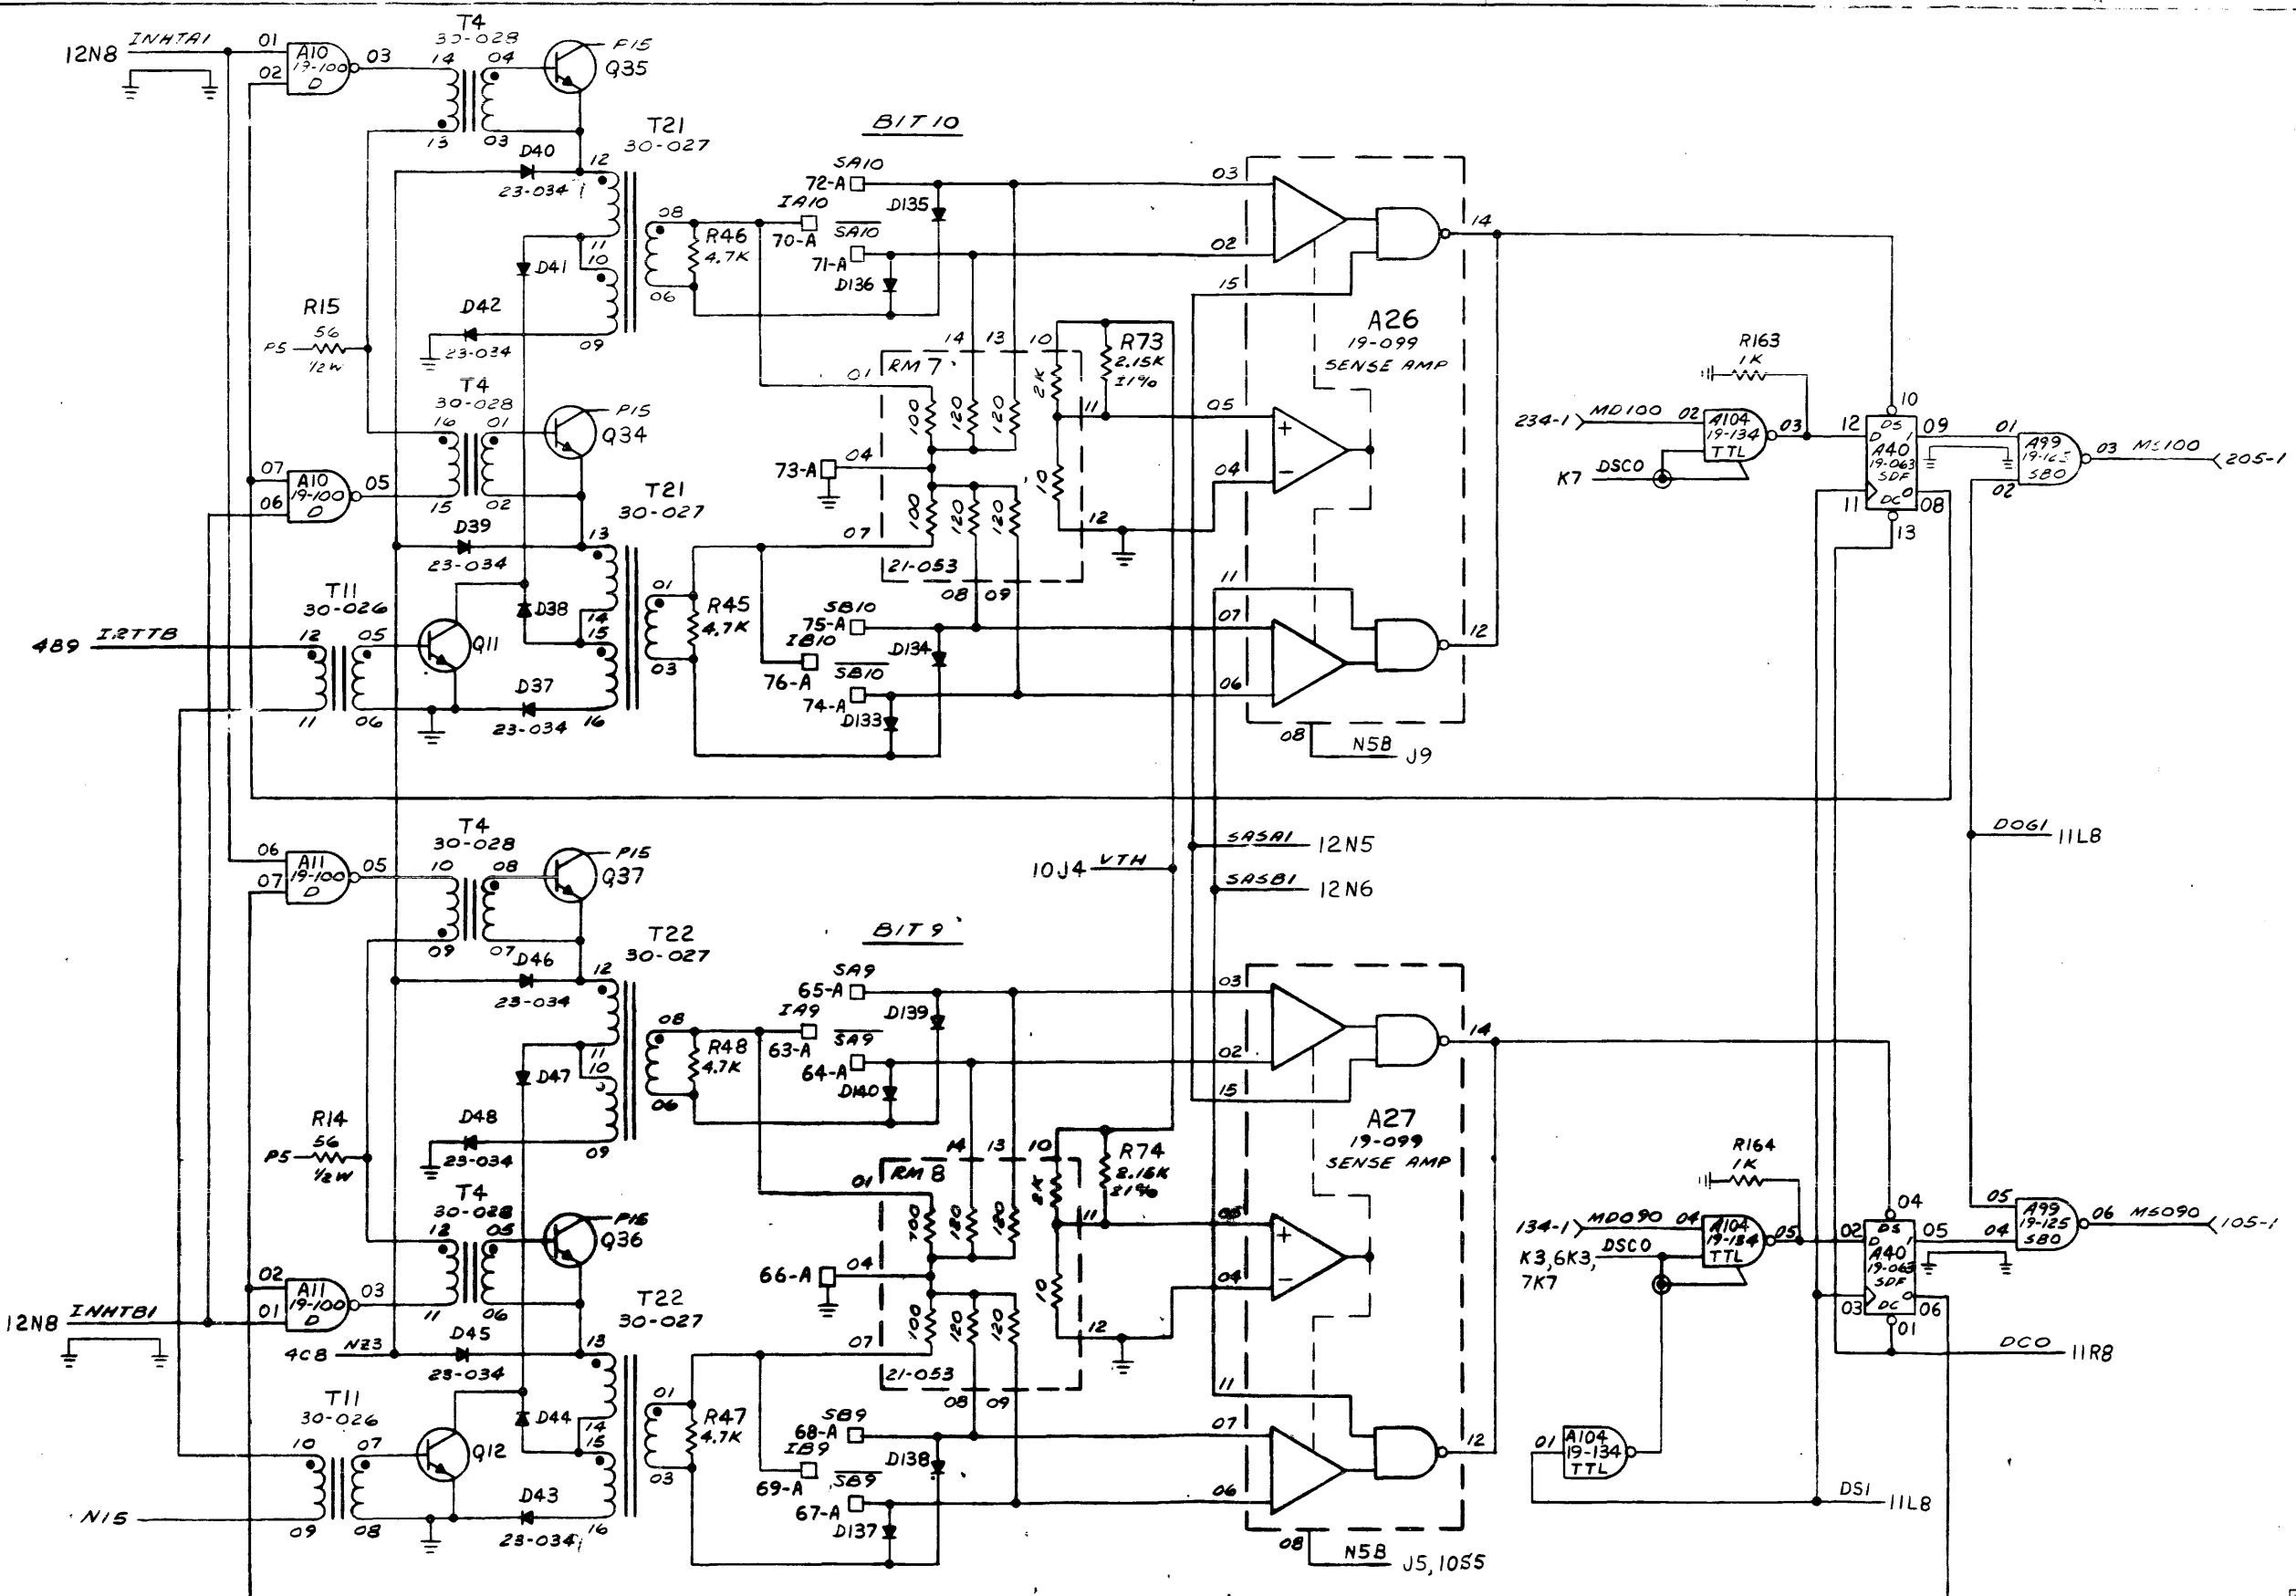 12N8 INHTA1
01 A10 03
02 19-100
D
T4
30-028
14 04
13 03
P15
Q35
D40
23-034
T21
30-027
12
11
10
09
08
06
D41
D42
23-034
R15
56
1/2W
P5
R46
4.7K
BIT 10
SA10
72-A
IA10
70-A
SA10
71-A
D135
D136
T4
30-028
16 01
15 02
P15
Q34
07 A10 05
06 19-100
D
D39
23-034
T21
30-027
13
14
15
16
01
03
R45
4.7K
T11
30-026
4B9 I2TTB
12 05
11 06
Q11
D38
D37
23-034
73-A
14 13 10
01 RM7
100 120 120 2K
R73
2.15K
±1%
11
04
100 120 120 10
12
07
21-053
08 09
SB10
75-A
IB10
76-A
SB10
74-A
D134
D133
03
02
15
14
A26
19-099
SENSE AMP
05
+
04
−
11
07
06
12
08 N5B J9
R163
1K
234-1 MD100 02 A104 03
19-134
TTL
K7 DSC0
10
12 D DS 1 09
A40
19-063
SDF
11 DC 0 08
13
01 A99 03 MS100 205-1
02 SB0
DOG1 11L8
SASA1 12N5
10J4 VTH
SASB1 12N6
06 A11 05
07 19-100
D
T4
30-028
10 08
09 07
P15
Q37
D46
23-034
T22
30-027
12
11
10
09
08
06
D47
D48
23-034
R14
56
1/2W
P5
R48
4.7K
BIT 9
SA9
65-A
IA9
63-A
SA9
64-A
D139
D140
T4
30-028
12 05
11 06
Q36
02 A11 03
01 19-100
D
12N8 INHTB1
4C8 NZ3
D45
23-034
T22
30-027
13
14
15
16
01
03
R47
4.7K
T11
30-026
10 07
09 08
N15
Q12
D44
D43
23-034
66-A
14 13 10
01 RM8
100 120 120 2K
R74
2.15K
±1%
11
04
100 120 120 10
12
07
21-053
08 09
SB9
68-A
IB9
69-A
SB9
67-A
D138
D137
03
02
15
14
A27
19-099
SENSE AMP
05
+
04
−
11
07
06
12
08 N5B J5, 10S5
R164
1K
134-1 MD090 04 A104 05
19-134
TTL
K3, 6K3, DSC0
7K7
04
02 D DS 1 05
A40
19-063
SDF
03 DC 0 06
01
05 A99 06 MS090 105-1
04 19-125
SB0
DC0 11R8
01 A104
19-134
TTL
DS1 11L8